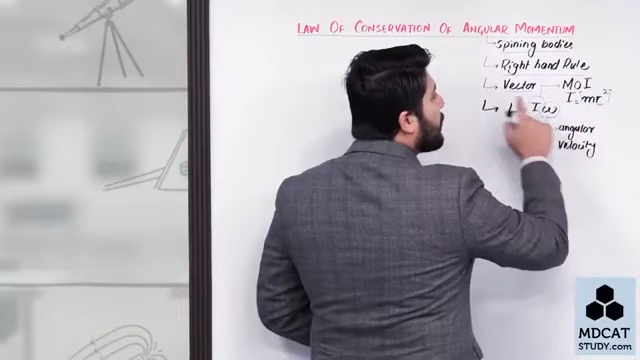 LAW OF CONSERVATION OF ANGULAR MOMENTUM
spining bodies
Right hand Rule
Vector → MOI
I = mr²
L = Iω
angular
velocity
MDCAT
STUDY.com